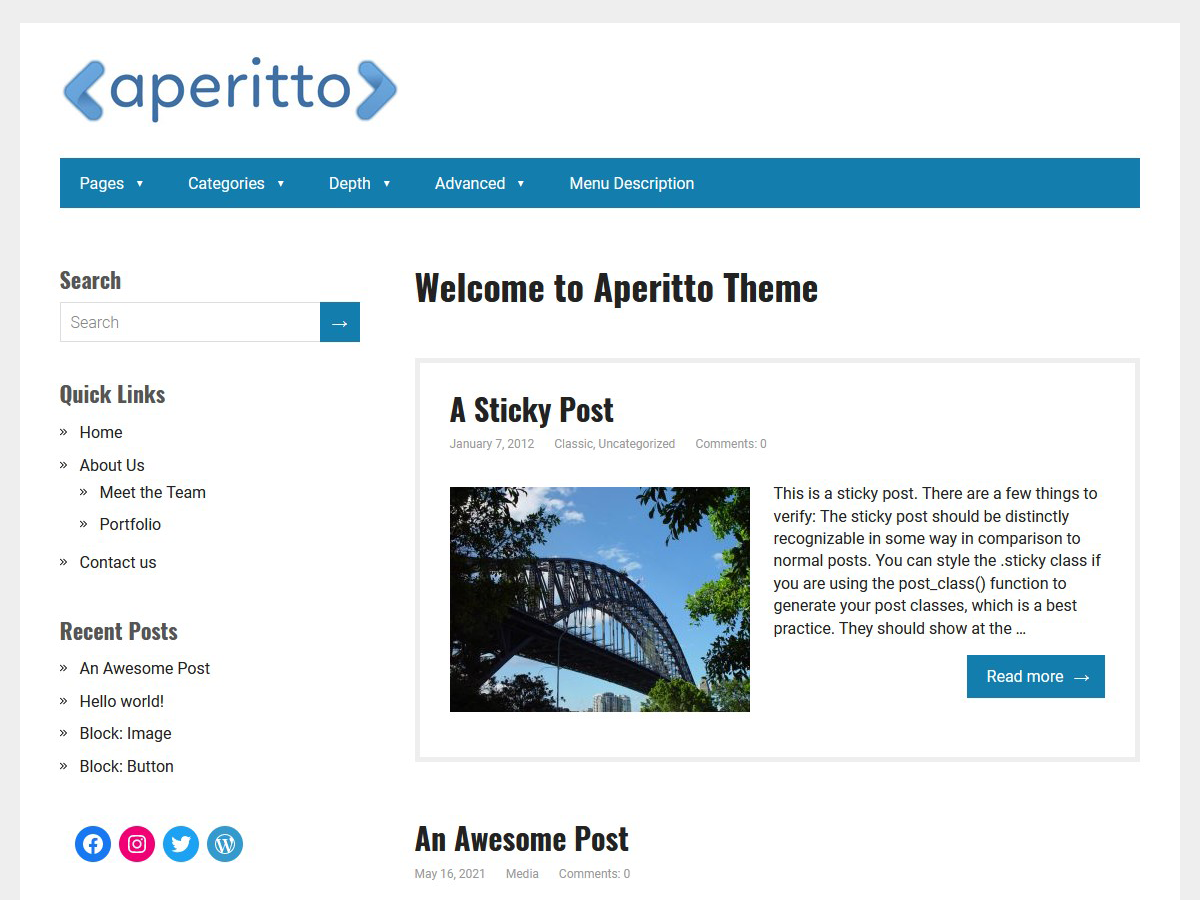 aperitto
Pages ▼ Categories ▼ Depth ▼ Advanced ▼ Menu Description
Search
Search →
Quick Links
» Home
» About Us
» Meet the Team
» Portfolio
» Contact us
Recent Posts
» An Awesome Post
» Hello world!
» Block: Image
» Block: Button
Welcome to Aperitto Theme
A Sticky Post
January 7, 2012 Classic, Uncategorized Comments: 0
This is a sticky post. There are a few things to
verify: The sticky post should be distinctly
recognizable in some way in comparison to
normal posts. You can style the .sticky class if
you are using the post_class() function to
generate your post classes, which is a best
practice. They should show at the …
Read more →
An Awesome Post
May 16, 2021 Media Comments: 0